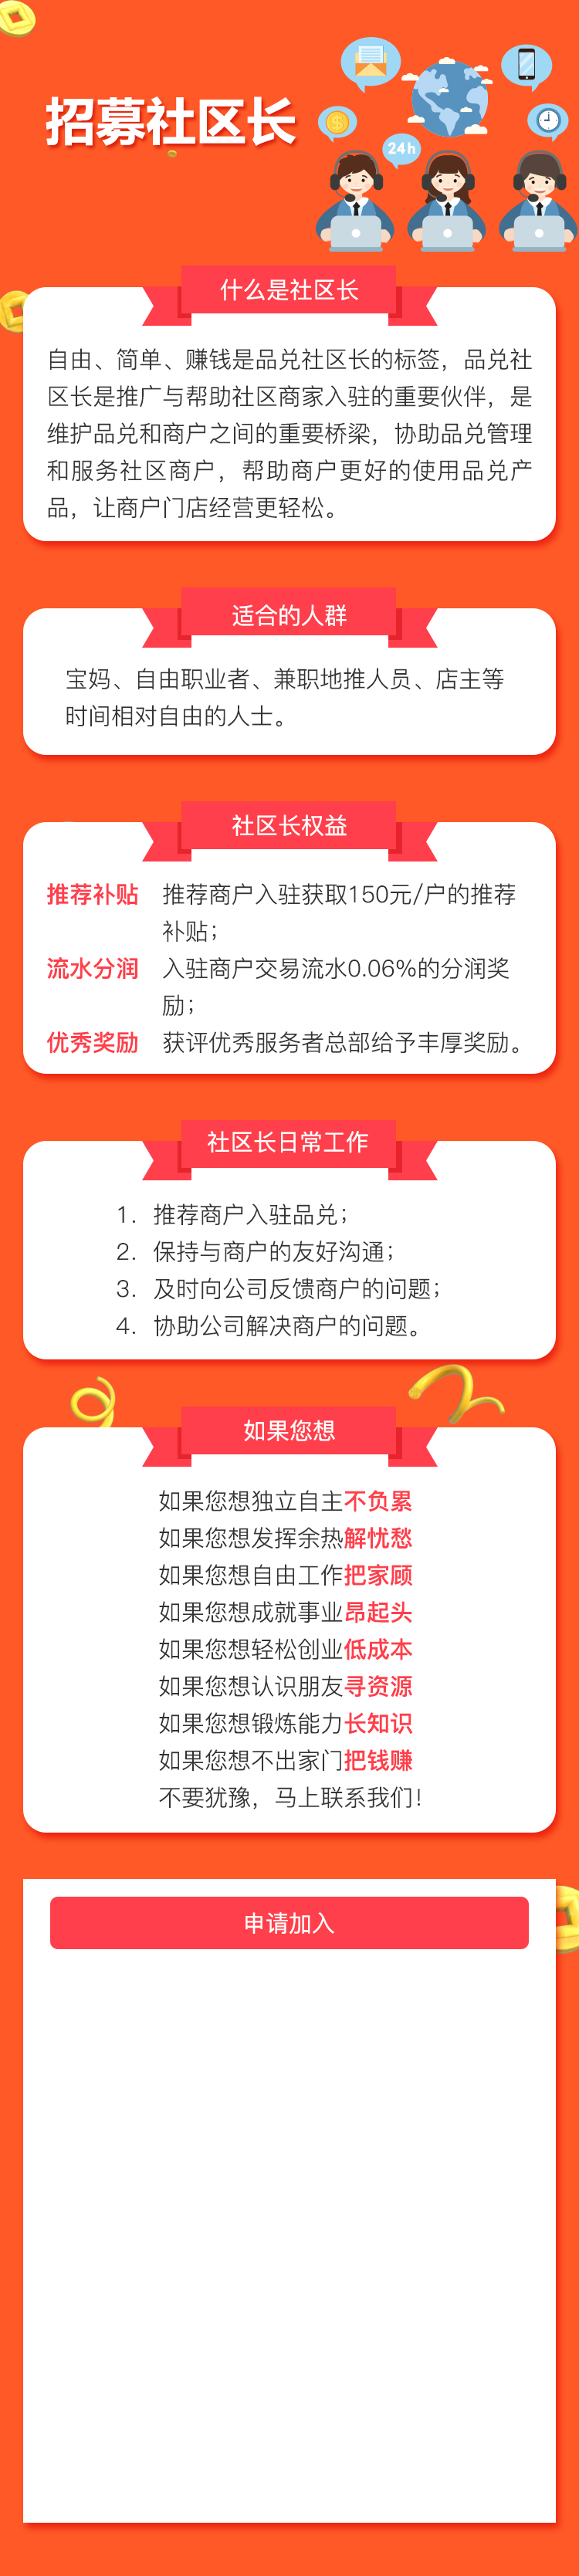 招募社区长
24h
什么是社区长
自由、简单、赚钱是品兑社区长的标签，品兑社
区长是推广与帮助社区商家入驻的重要伙伴，是
维护品兑和商户之间的重要桥梁，协助品兑管理
和服务社区商户，帮助商户更好的使用品兑产
品，让商户门店经营更轻松。
适合的人群
宝妈、自由职业者、兼职地推人员、店主等
时间相对自由的人士。
社区长权益
推荐补贴 推荐商户入驻获取150元/户的推荐
补贴；
流水分润 入驻商户交易流水0.06%的分润奖
励；
优秀奖励 获评优秀服务者总部给予丰厚奖励。
社区长日常工作
1. 推荐商户入驻品兑；
2. 保持与商户的友好沟通；
3. 及时向公司反馈商户的问题；
4. 协助公司解决商户的问题。
如果您想
如果您想独立自主不负累
如果您想发挥余热解忧愁
如果您想自由工作把家顾
如果您想成就事业昂起头
如果您想轻松创业低成本
如果您想认识朋友寻资源
如果您想锻炼能力长知识
如果您想不出家门把钱赚
不要犹豫，马上联系我们！
申请加入